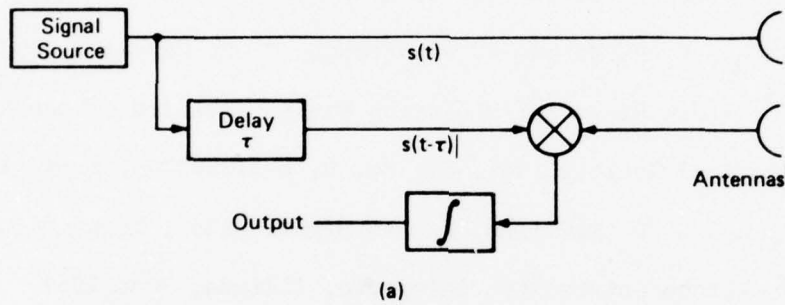 Signal
Source
s(t)
Delay
τ
s(t-τ)|
Antennas
Output
∫
(a)